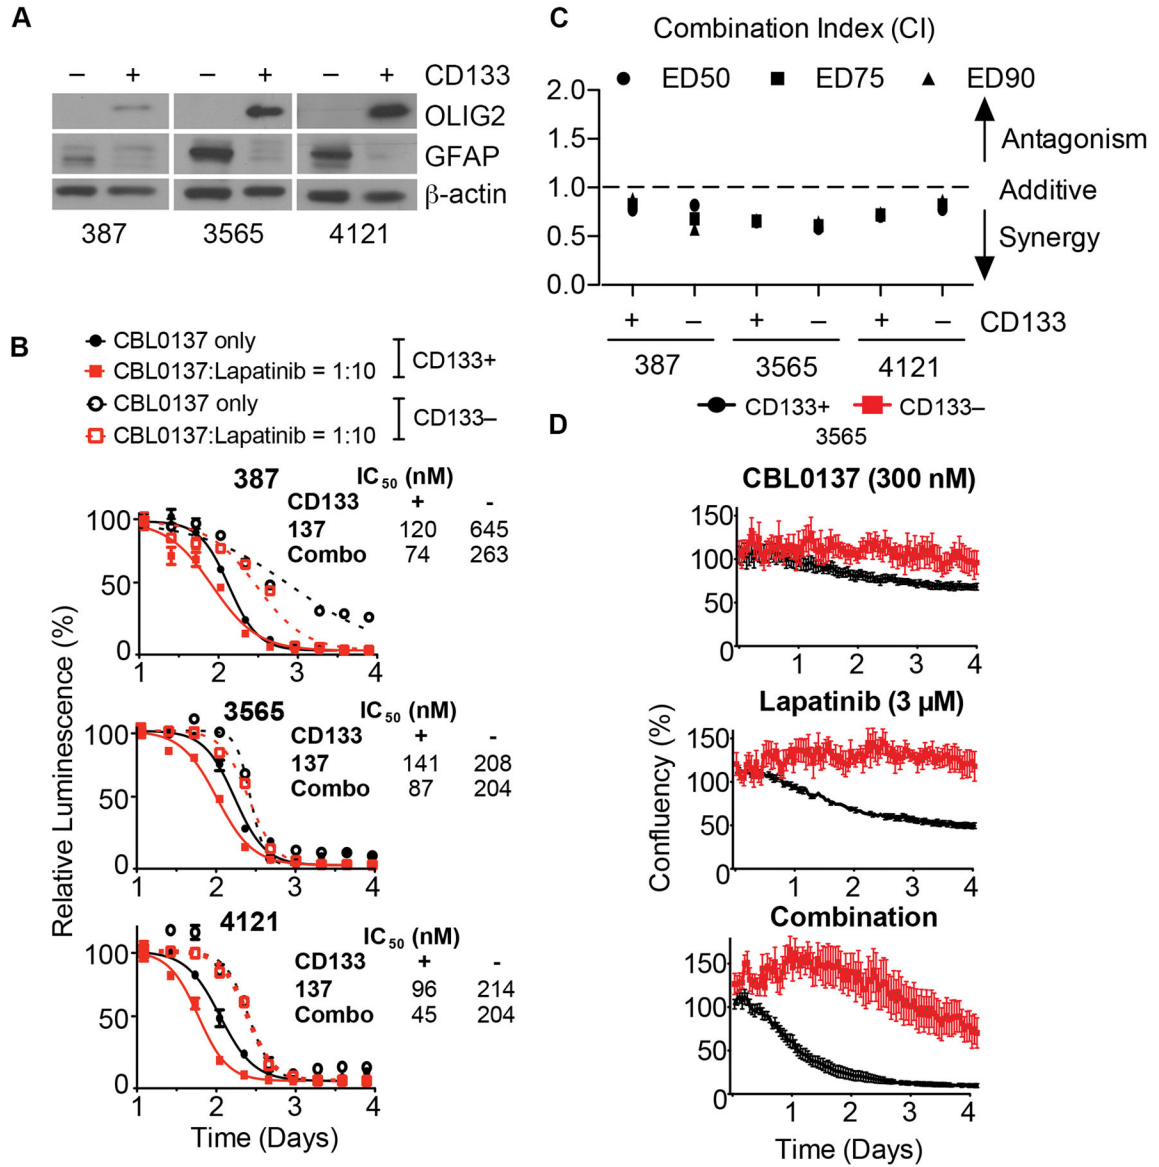 A
− + − + − + CD133
OLIG2
GFAP
β-actin
387 3565 4121
B
CBL0137 only
CBL0137:Lapatinib = 1:10
CD133+
CBL0137 only
CBL0137:Lapatinib = 1:10
CD133–
387
IC50 (nM)
CD133 + -
137 120 645
Combo 74 263
100
50
0
1 2 3 4
3565
IC50 (nM)
CD133 + -
137 141 208
Combo 87 204
100
50
0
1 2 3 4
4121
IC50 (nM)
CD133 + -
137 96 214
Combo 45 204
100
50
0
1 2 3 4
Relative Luminescence (%)
Time (Days)
C
Combination Index (CI)
ED50 ED75 ED90
2.0
1.5
1.0
0.5
0.0
Antagonism
Additive
Synergy
+ − + − + − CD133
387 3565 4121
D
CD133+ CD133–
3565
CBL0137 (300 nM)
150
100
50
0
1 2 3 4
Lapatinib (3 µM)
150
100
50
0
1 2 3 4
Combination
150
100
50
0
1 2 3 4
Confluency (%)
Time (Days)